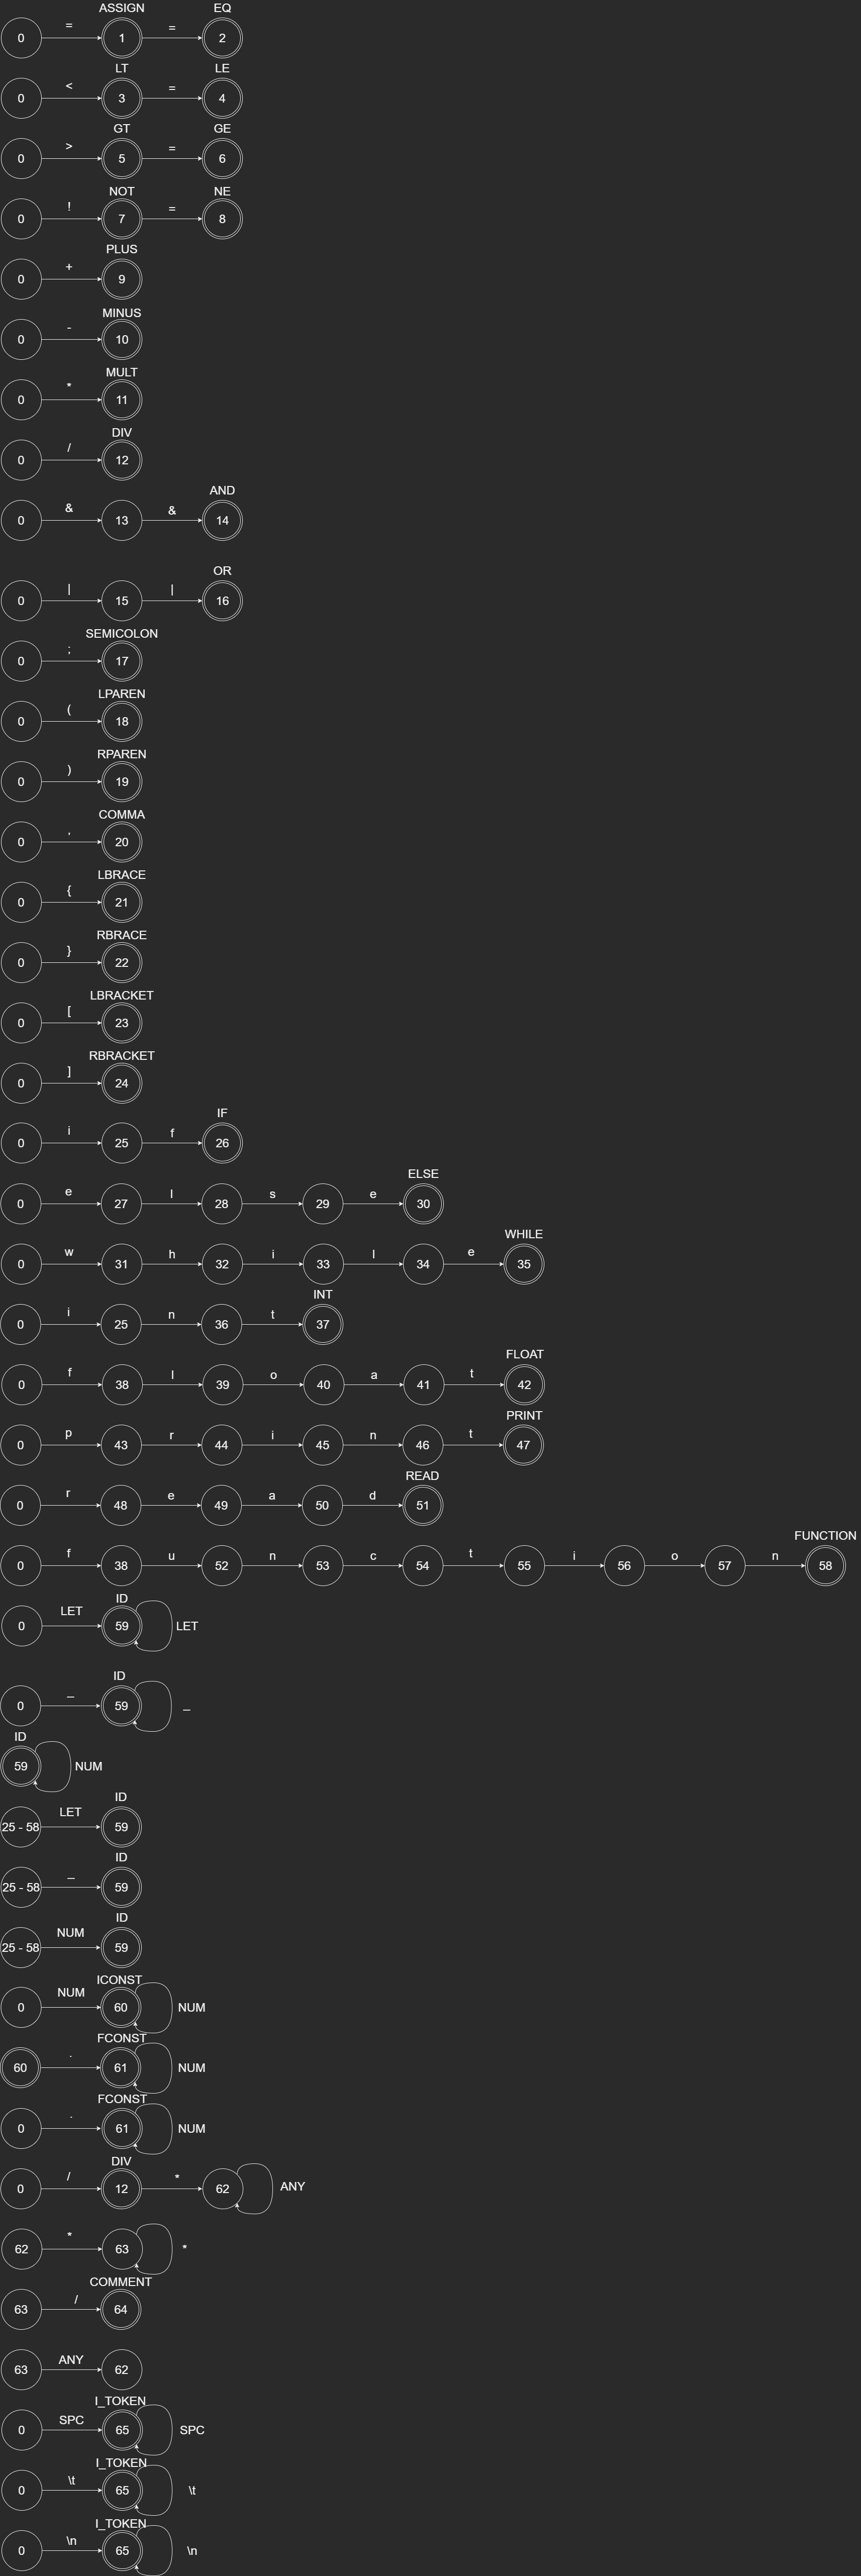 ASSIGN EQ
0 = 1 = 2
LT LE
0 < 3 = 4
GT GE
0 > 5 = 6
NOT NE
0 ! 7 = 8
PLUS
0 + 9
MINUS
0 - 10
MULT
0 * 11
DIV
0 / 12
AND
0 & 13 & 14
OR
0 | 15 | 16
SEMICOLON
0 ; 17
LPAREN
0 ( 18
RPAREN
0 ) 19
COMMA
0 , 20
LBRACE
0 { 21
RBRACE
0 } 22
LBRACKET
0 [ 23
RBRACKET
0 ] 24
IF
0 i 25 f 26
ELSE
0 e 27 l 28 s 29 e 30
WHILE
0 w 31 h 32 i 33 l 34 e 35
INT
0 i 25 n 36 t 37
FLOAT
0 f 38 l 39 o 40 a 41 t 42
PRINT
0 p 43 r 44 i 45 n 46 t 47
READ
0 r 48 e 49 a 50 d 51
FUNCTION
0 f 38 u 52 n 53 c 54 t 55 i 56 o 57 n 58
ID
0 LET 59 LET
ID
0 _ 59 _
ID
59 NUM
ID
25 - 58 LET 59
ID
25 - 58 _ 59
ID
25 - 58 NUM 59
ICONST
0 NUM 60 NUM
FCONST
60 . 61 NUM
FCONST
0 . 61 NUM
DIV
0 / 12 * 62 ANY
62 * 63 *
COMMENT
63 / 64
63 ANY 62
I_TOKEN
0 SPC 65 SPC
I_TOKEN
0 \t 65 \t
I_TOKEN
0 \n 65 \n